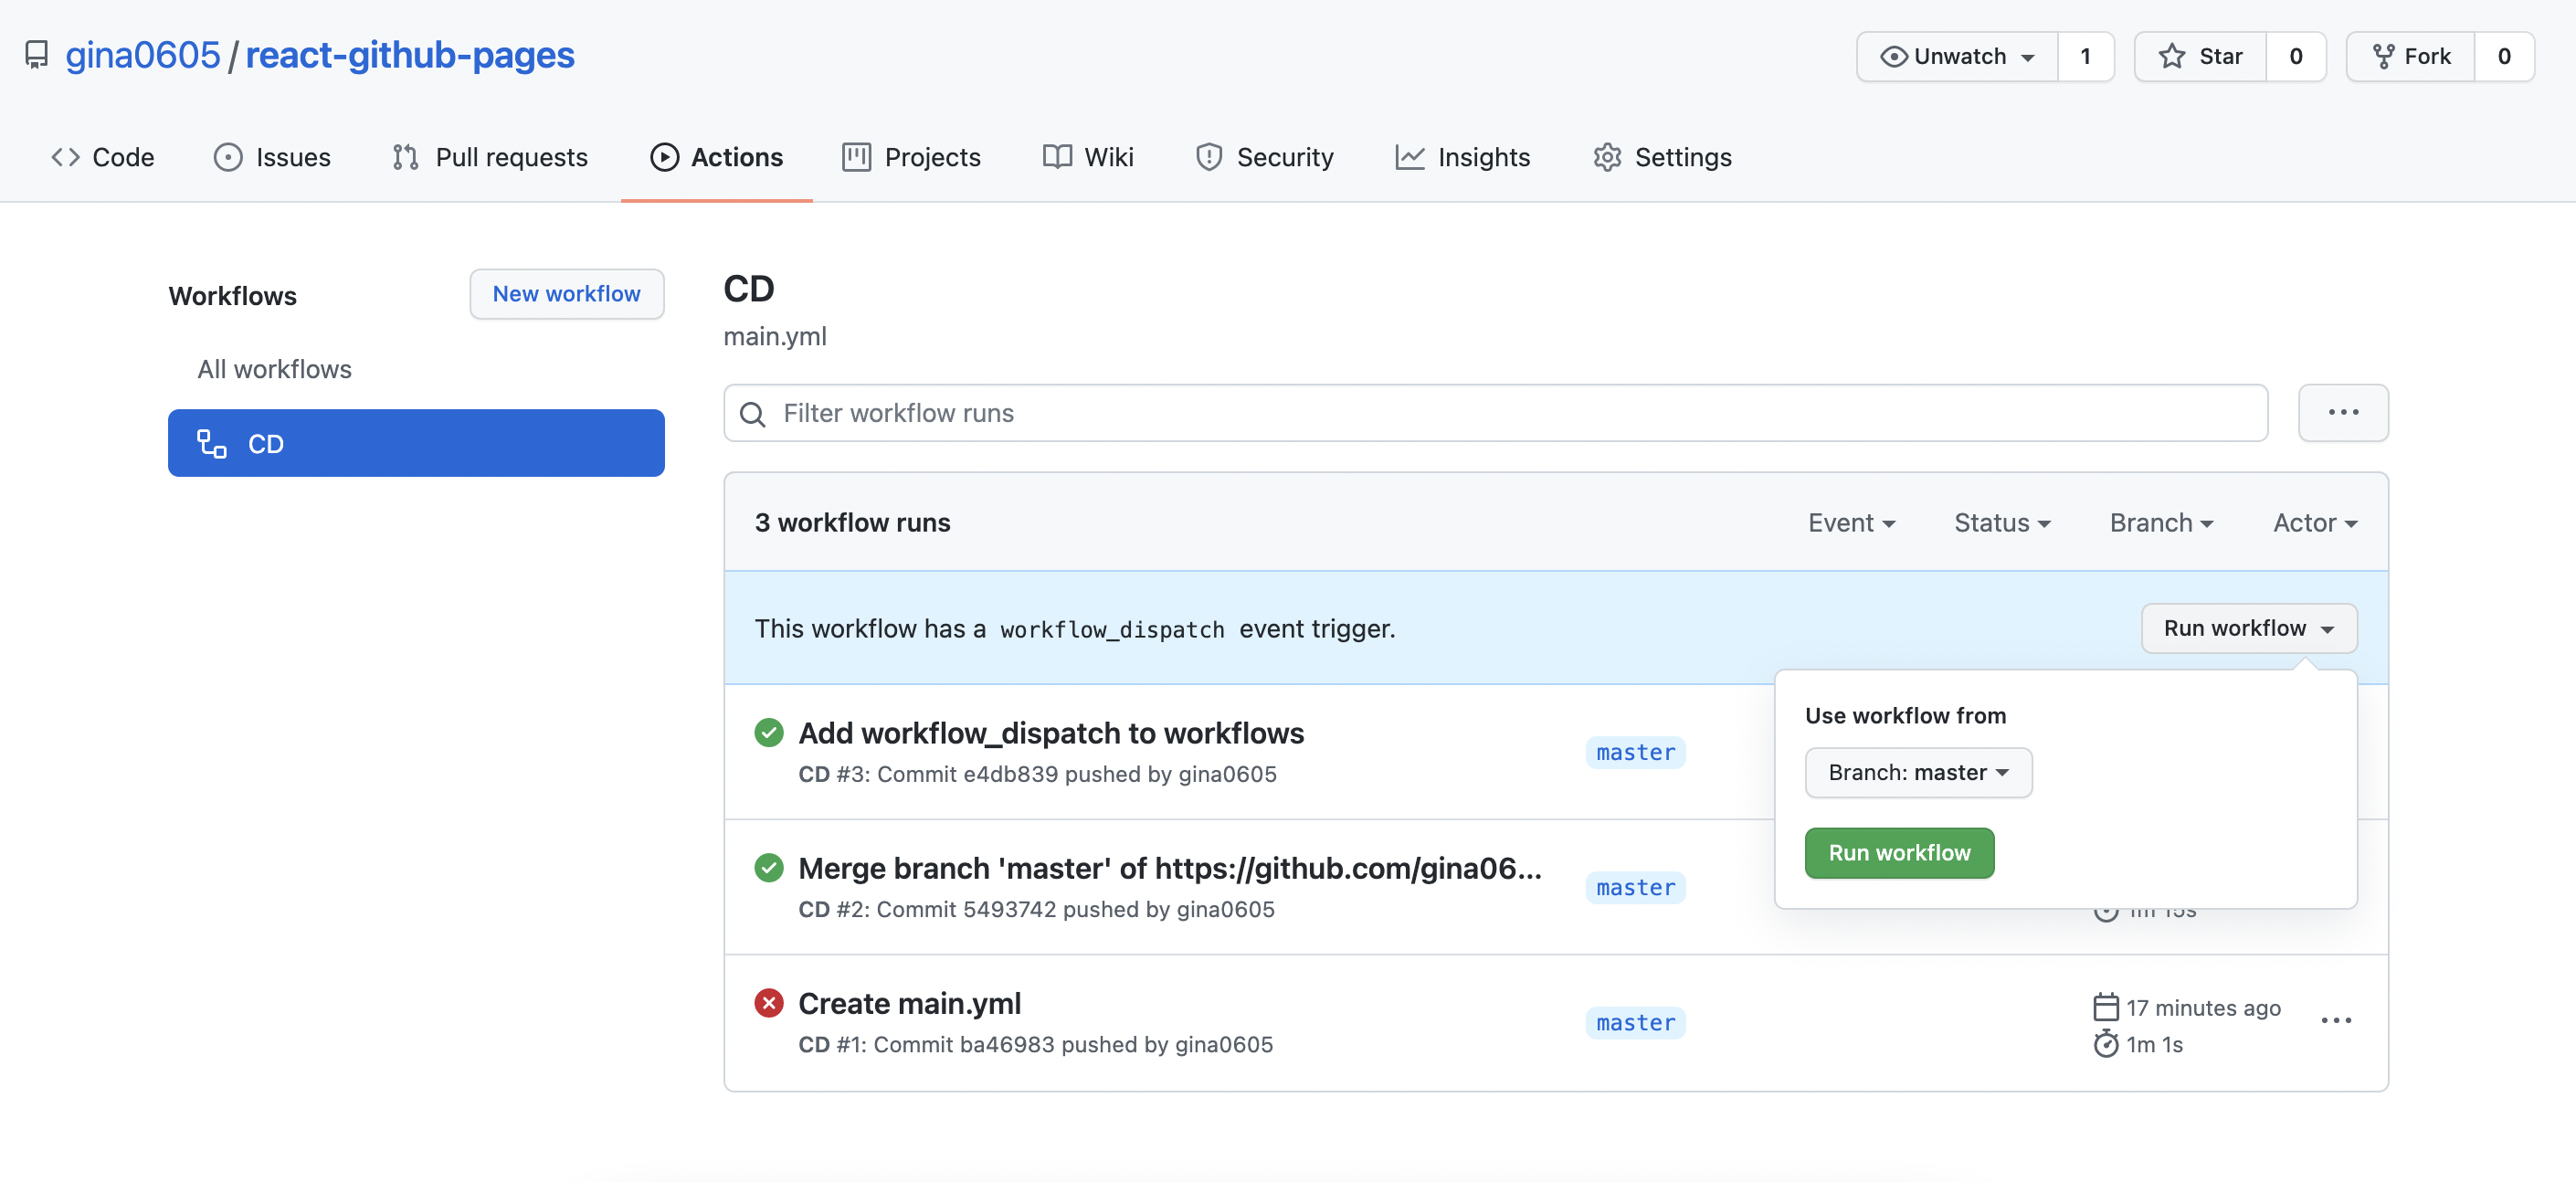 gina0605 / react-github-pages
Unwatch 1
Star 0
Fork 0
Code Issues Pull requests Actions Projects Wiki Security Insights Settings
Workflows
New workflow
All workflows
CD
CD
main.yml
Filter workflow runs
3 workflow runs
Event Status Branch Actor
This workflow has a workflow_dispatch event trigger.
Run workflow
Use workflow from
Branch: master
Run workflow
Add workflow_dispatch to workflows
CD #3: Commit e4db839 pushed by gina0605
master
Merge branch 'master' of https://github.com/gina06...
CD #2: Commit 5493742 pushed by gina0605
master
1m 15s
Create main.yml
CD #1: Commit ba46983 pushed by gina0605
master
17 minutes ago
1m 1s